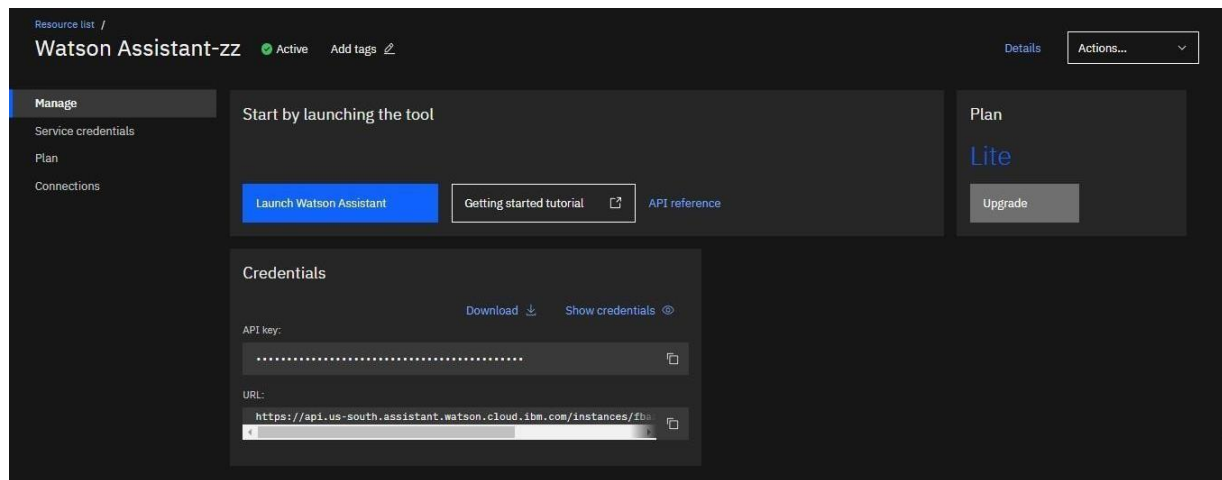 Resource list /
Watson Assistant-zz Active Add tags Details Actions...
Manage
Service credentials
Plan
Connections
Start by launching the tool
Launch Watson Assistant Getting started tutorial API reference
Plan
Lite
Upgrade
Credentials
Download Show credentials
API key:
URL:
https://api.us-south.assistant.watson.cloud.ibm.com/instances/fba